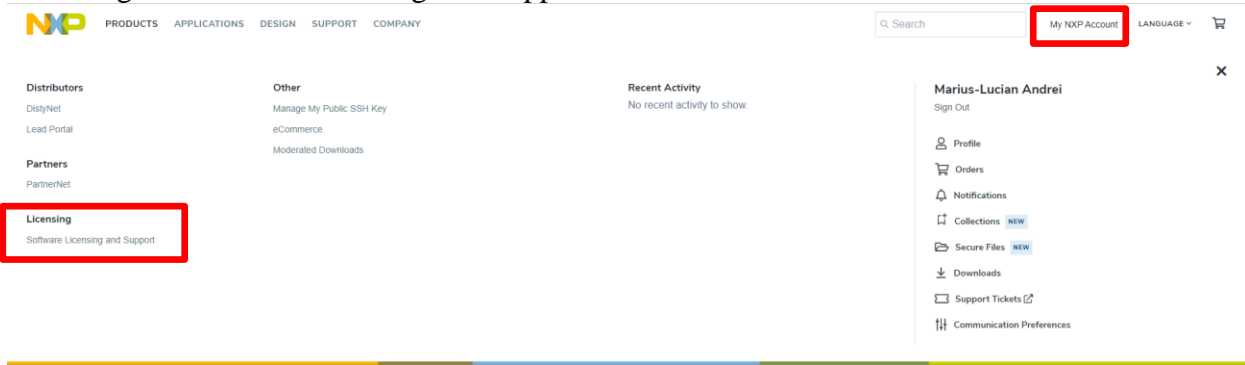 NXP PRODUCTS APPLICATIONS DESIGN SUPPORT COMPANY Search My NXP Account LANGUAGE
Distributors
DistyNet
Lead Portal
Partners
PartnerNet
Licensing
Software Licensing and Support
Other
Manage My Public SSH Key
eCommerce
Moderated Downloads
Recent Activity
No recent activity to show.
Marius-Lucian Andrei
Sign Out
Profile
Orders
Notifications
Collections NEW
Secure Files NEW
Downloads
Support Tickets
Communication Preferences